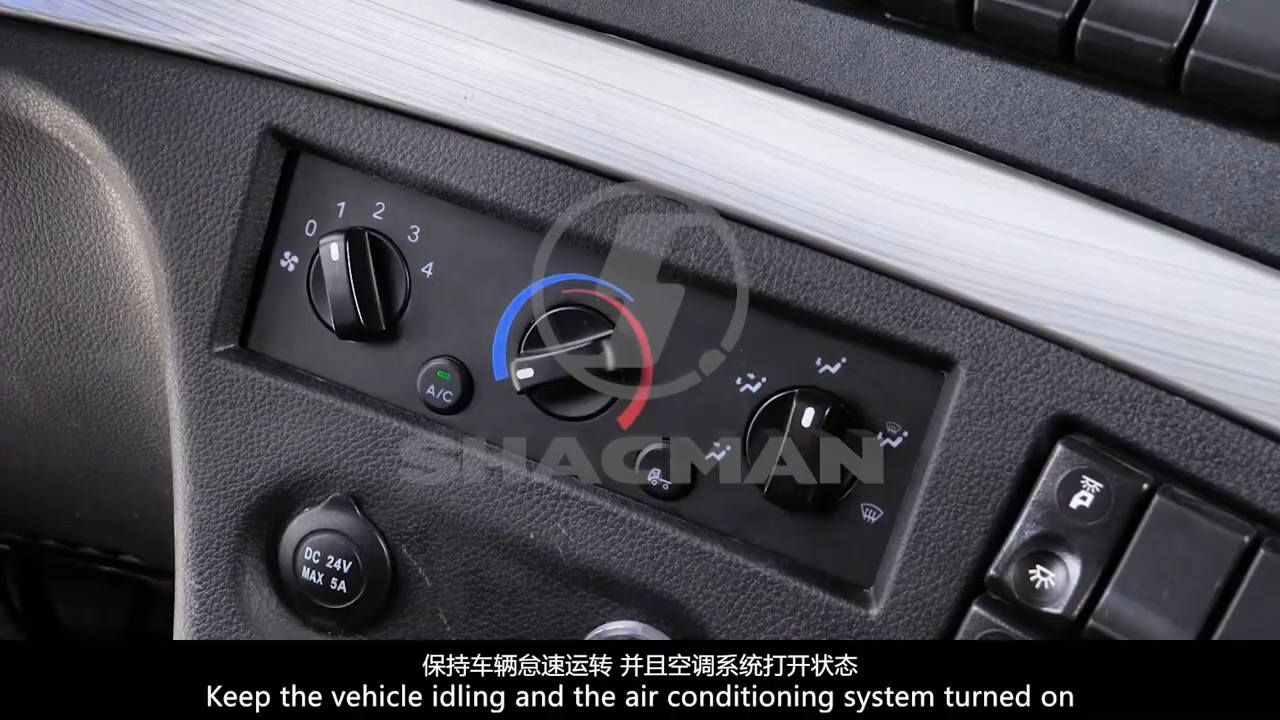 0
1
2
3
4
A/C
DC 24V
MAX 5A
SHACMAN
保持车辆怠速运转 并且空调系统打开状态
Keep the vehicle idling and the air conditioning system turned on